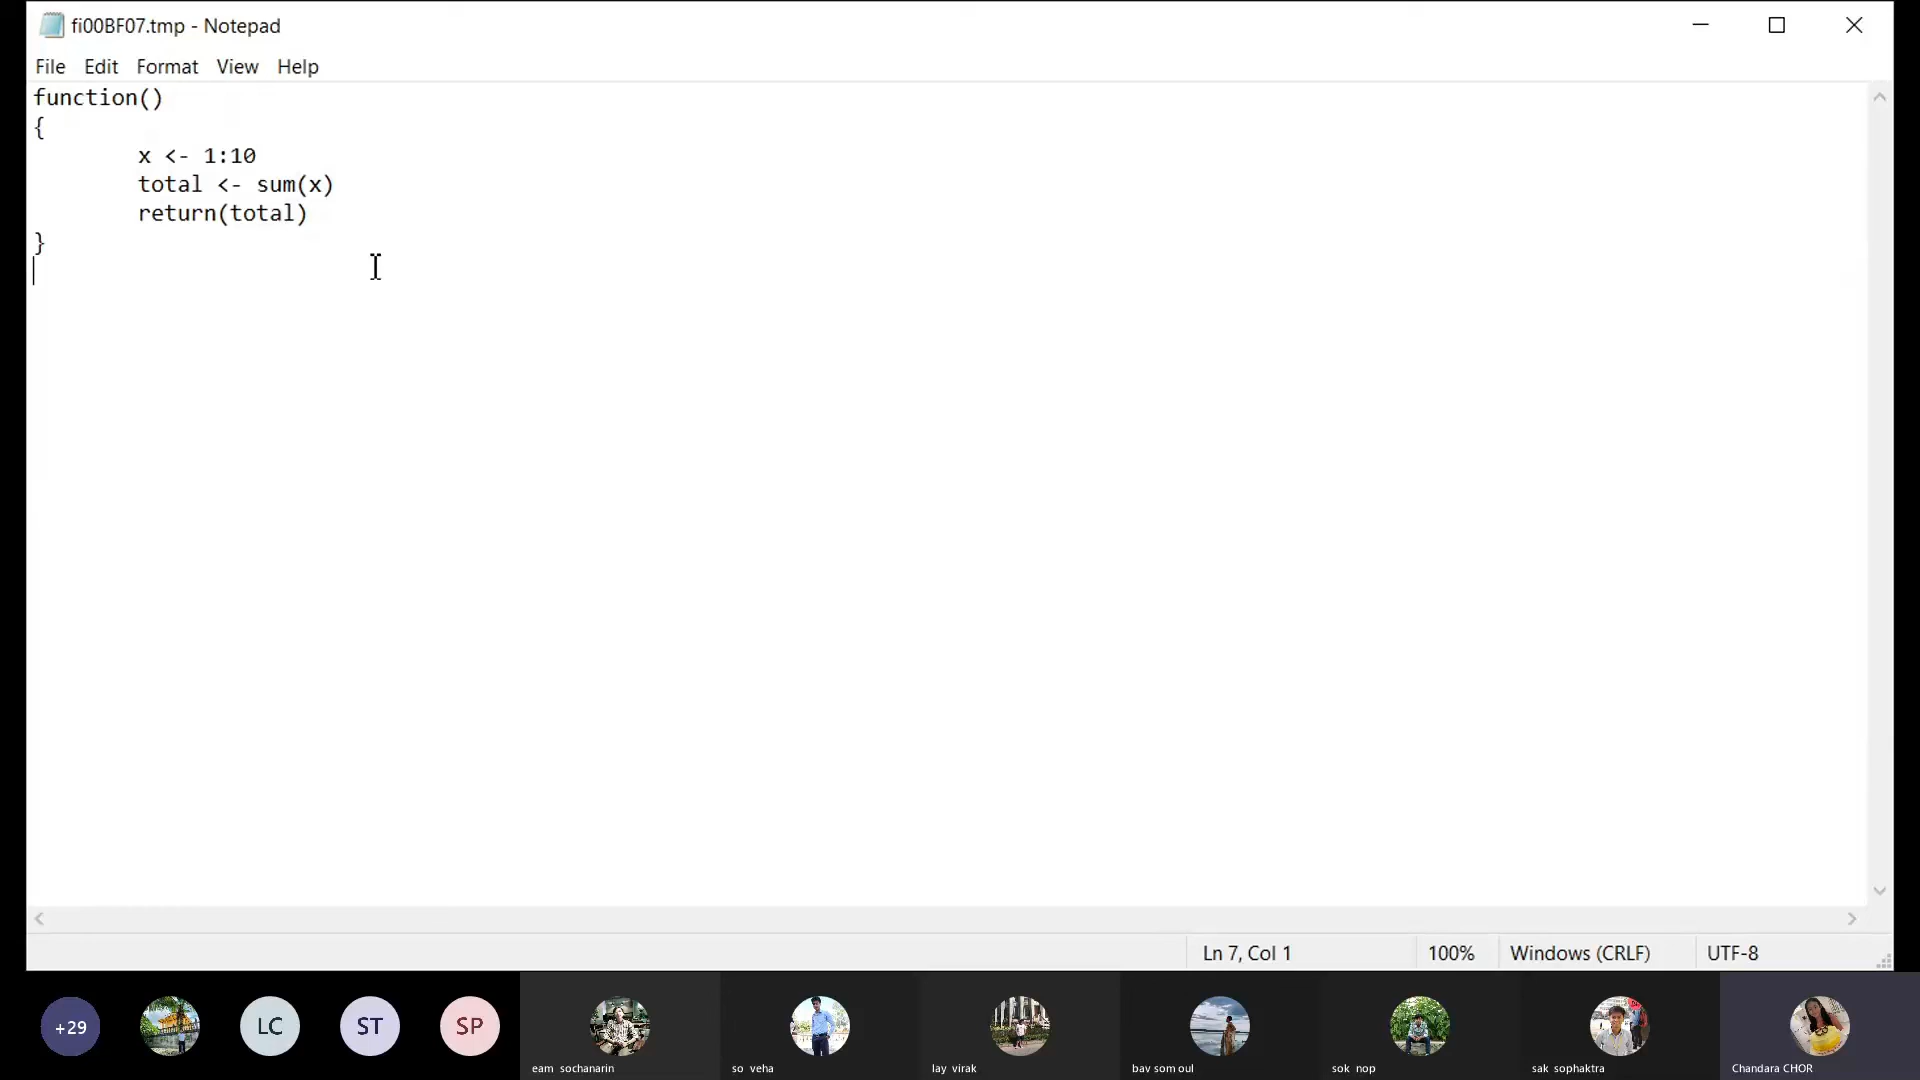 fi00BF07.tmp - Notepad
File Edit Format View Help
function()
{
x <- 1:10
total <- sum(x)
return(total)
}
Ln 7, Col 1 100% Windows (CRLF) UTF-8
+29 LC ST SP
eam sochanarin so veha lay virak bav som oul sok nop sak sophaktra Chandara CHOR